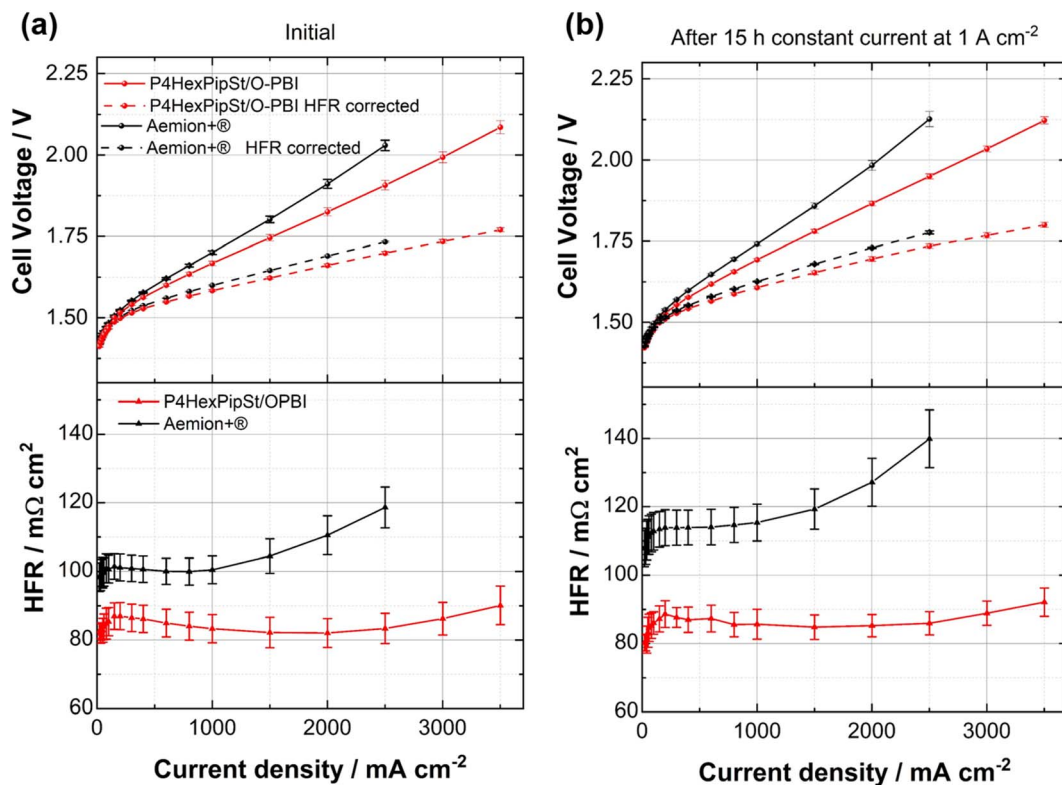 (a)
Initial
2.25
2.00
1.75
1.50
Cell Voltage / V
P4HexPipSt/O-PBI
P4HexPipSt/O-PBI HFR corrected
Aemion+®
Aemion+® HFR corrected
140
120
100
80
60
HFR / mΩ cm²
P4HexPipSt/OPBI
Aemion+®
0 1000 2000 3000
Current density / mA cm⁻²
(b)
After 15 h constant current at 1 A cm⁻²
2.25
2.00
1.75
1.50
Cell Voltage / V
140
120
100
80
60
HFR / mΩ cm²
0 1000 2000 3000
Current density / mA cm⁻²